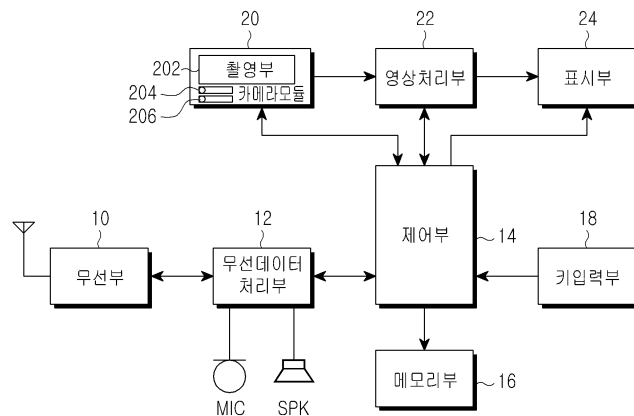 20
22
24
202
촬영부
204
카메라모듈
206
영상처리부
표시부
10
12
제어부
14
18
무선부
무선데이터
처리부
키입력부
MIC
SPK
메모리부
16